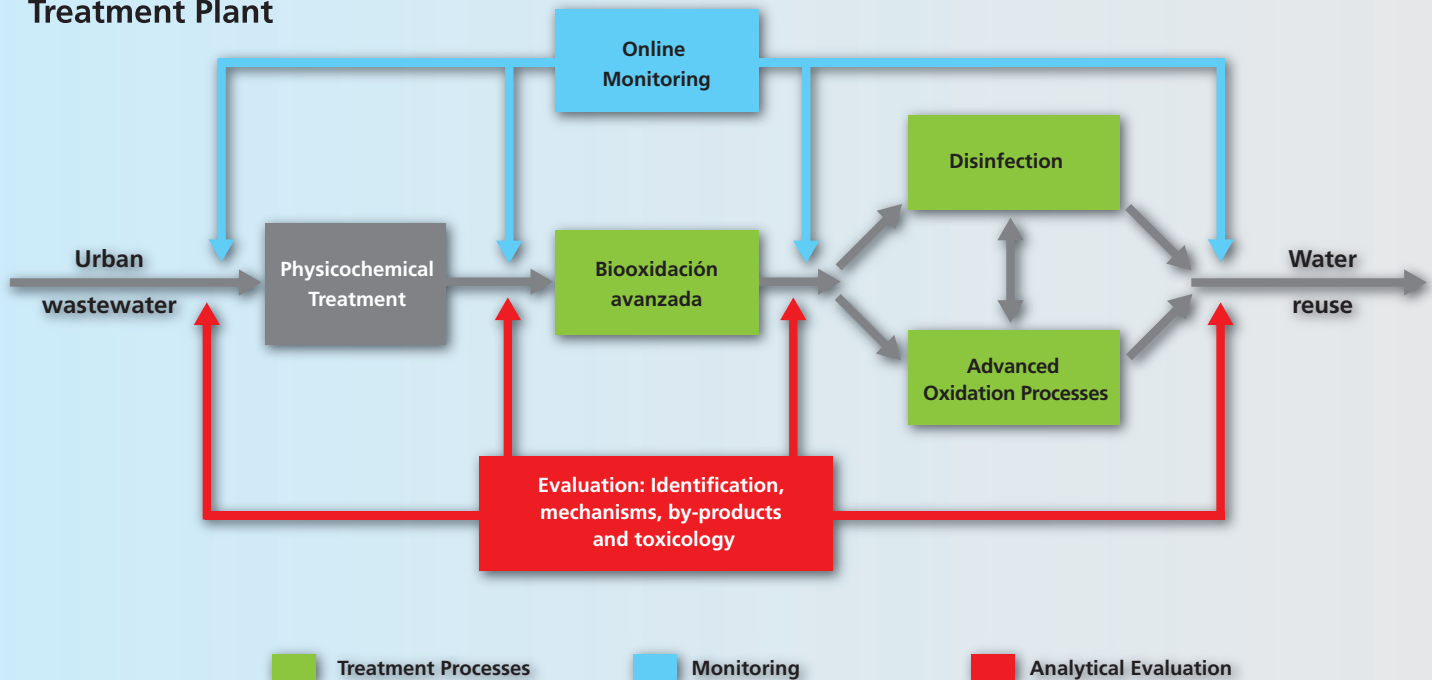 Treatment Plant
Online
Monitoring
Disinfection
Urban
wastewater
Physicochemical
Treatment
Biooxidación
avanzada
Water
reuse
Advanced
Oxidation Processes
Evaluation: Identification,
mechanisms, by-products
and toxicology
Treatment Processes
Monitoring
Analytical Evaluation